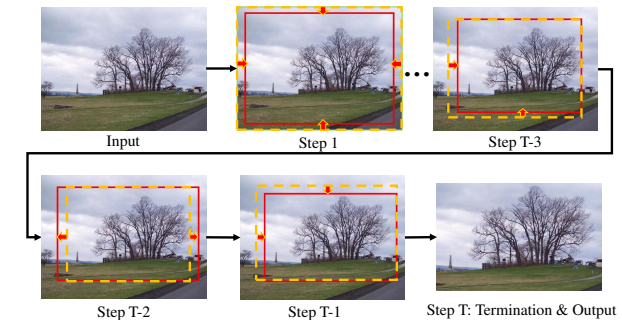 Input
Step 1
Step T-3
Step T-2
Step T-1
Step T: Termination & Output